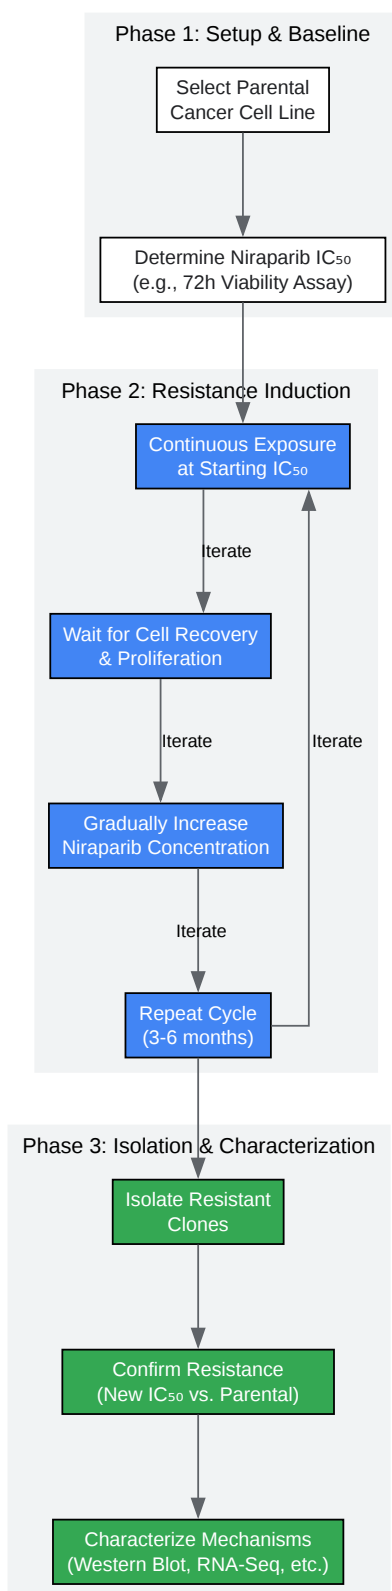 Phase 1: Setup & Baseline
Select Parental
Cancer Cell Line
Determine Niraparib IC₅₀
(e.g., 72h Viability Assay)
Phase 2: Resistance Induction
Continuous Exposure
at Starting IC₅₀
Iterate
Wait for Cell Recovery
& Proliferation
Iterate
Iterate
Gradually Increase
Niraparib Concentration
Iterate
Repeat Cycle
(3-6 months)
Phase 3: Isolation & Characterization
Isolate Resistant
Clones
Confirm Resistance
(New IC₅₀ vs. Parental)
Characterize Mechanisms
(Western Blot, RNA-Seq, etc.)